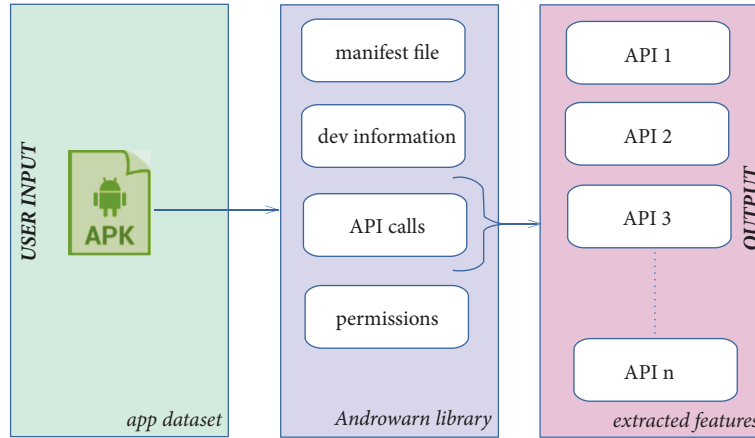 USER INPUT
APK
app dataset
manifest file
dev information
API calls
permissions
Androwarn library
API 1
API 2
API 3
API n
OUTPUT
extracted features